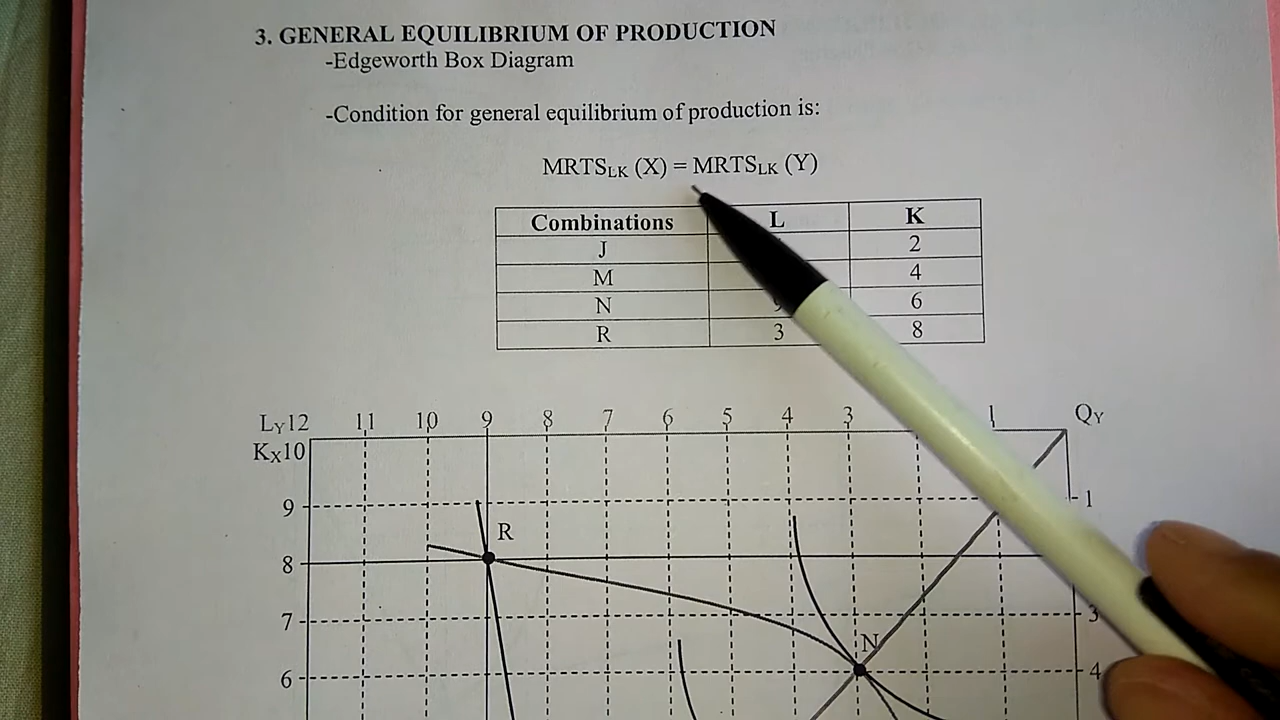 3. GENERAL EQUILIBRIUM OF PRODUCTION
-Edgeworth Box Diagram
-Condition for general equilibrium of production is:
MRTSLK (X) = MRTSLK (Y)
Combinations L K
J 2
M 4
N 6
R 3 8
LY12 11 10 9 8 7 6 5 4 3 1 QY
KX10
9 1
R
8
7 3
N
6 4